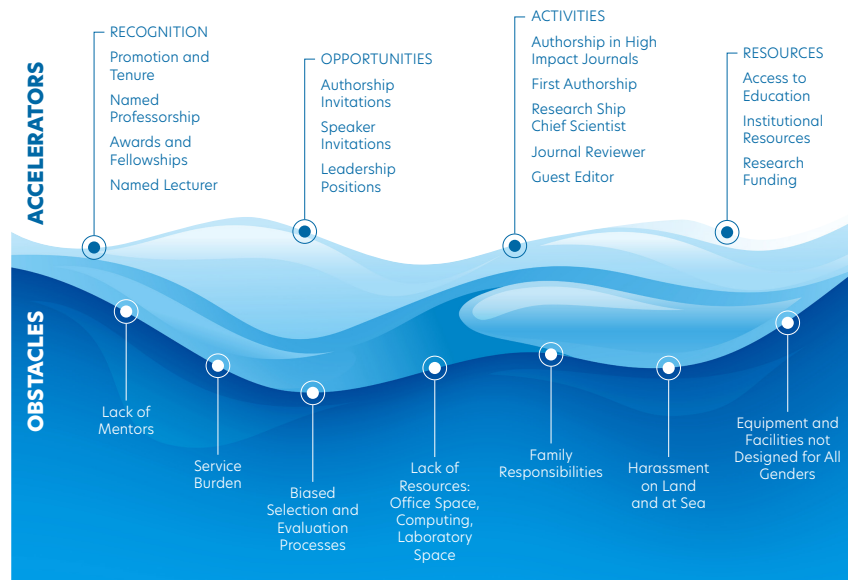 ACCELERATORS
RECOGNITION
Promotion and
Tenure
Named
Professorship
Awards and
Fellowships
Named Lecturer
OPPORTUNITIES
Authorship
Invitations
Speaker
Invitations
Leadership
Positions
ACTIVITIES
Authorship in High
Impact Journals
First Authorship
Research Ship
Chief Scientist
Journal Reviewer
Guest Editor
RESOURCES
Access to
Education
Institutional
Resources
Research
Funding
OBSTACLES
Lack of
Mentors
Service
Burden
Biased
Selection and
Evaluation
Processes
Lack of
Resources:
Office Space,
Computing,
Laboratory
Space
Family
Responsibilities
Harassment
on Land
and at Sea
Equipment and
Facilities not
Designed for All
Genders